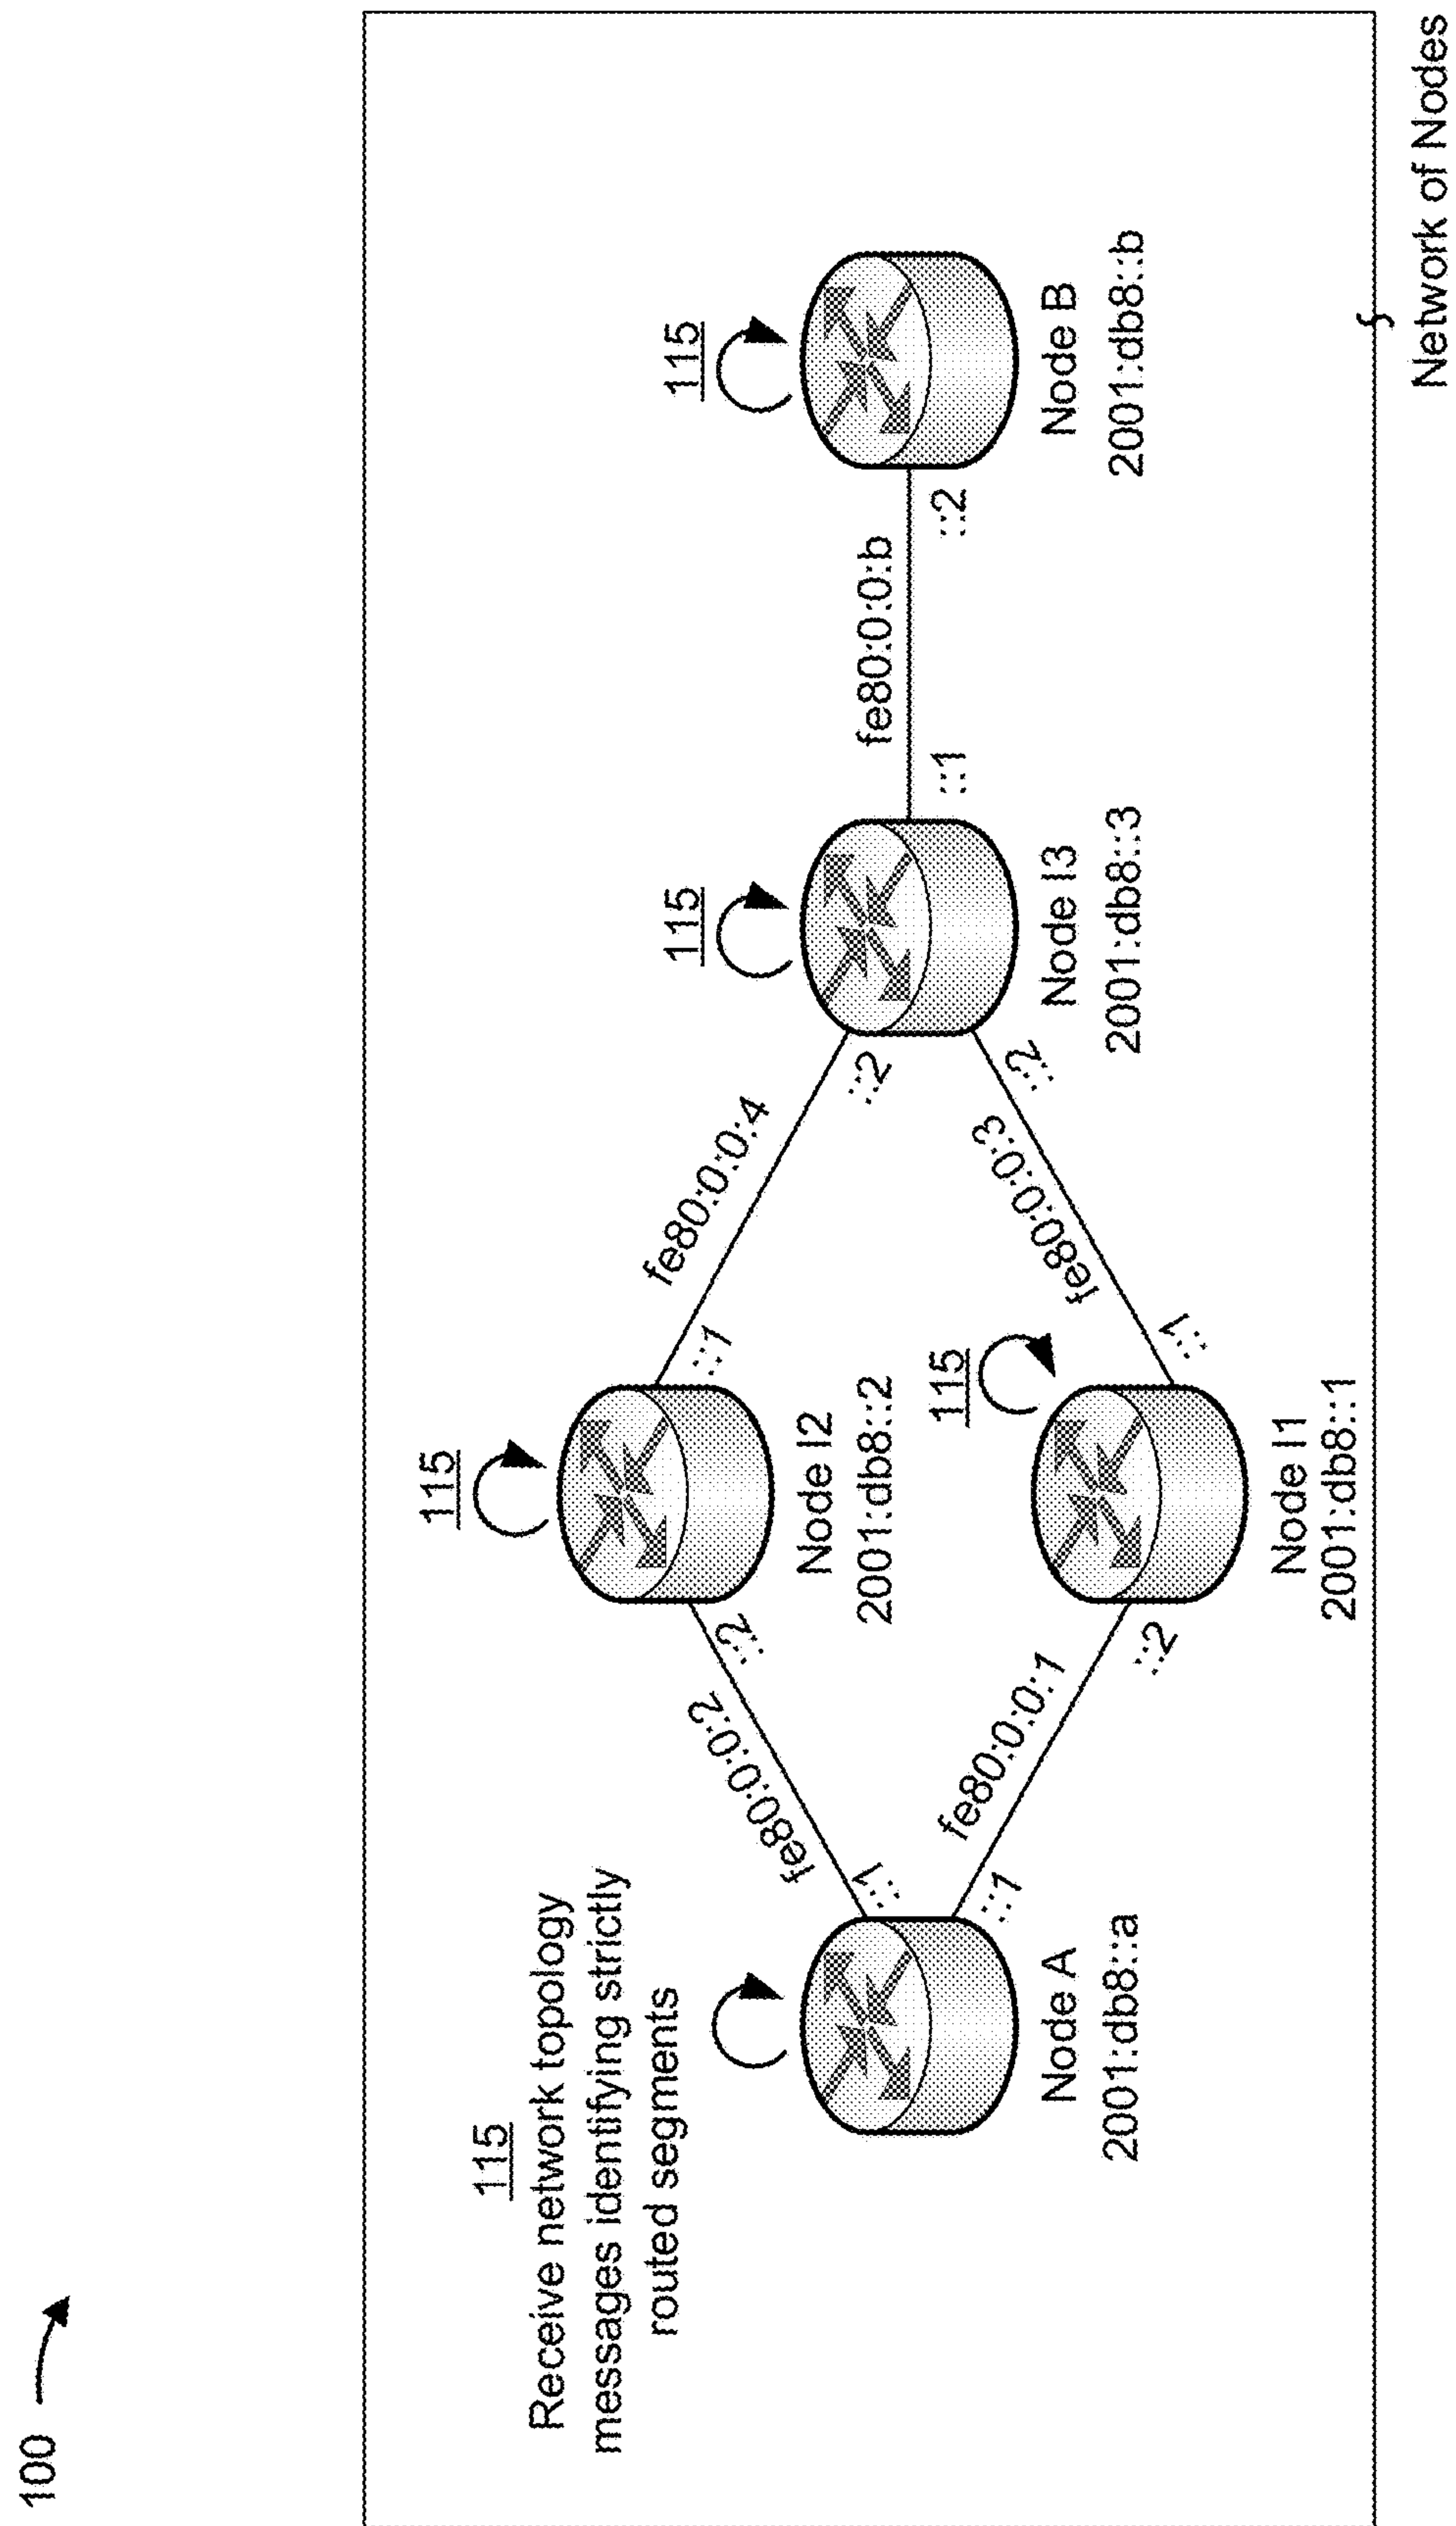 100
115
Receive network topology
messages identifying strictly
routed segments
Node A
2001:db8::a
::1
fe80:0:0:2
::2
::1
fe80:0:0:1
::2
115
Node I2
2001:db8::2
115
Node I1
2001:db8::1
::1
fe80:0:0:4
::2
::1
fe80:0:0:3
::2
115
Node I3
2001:db8::3
::1
fe80:0:0:b
::2
115
Node B
2001:db8::b
Network of Nodes